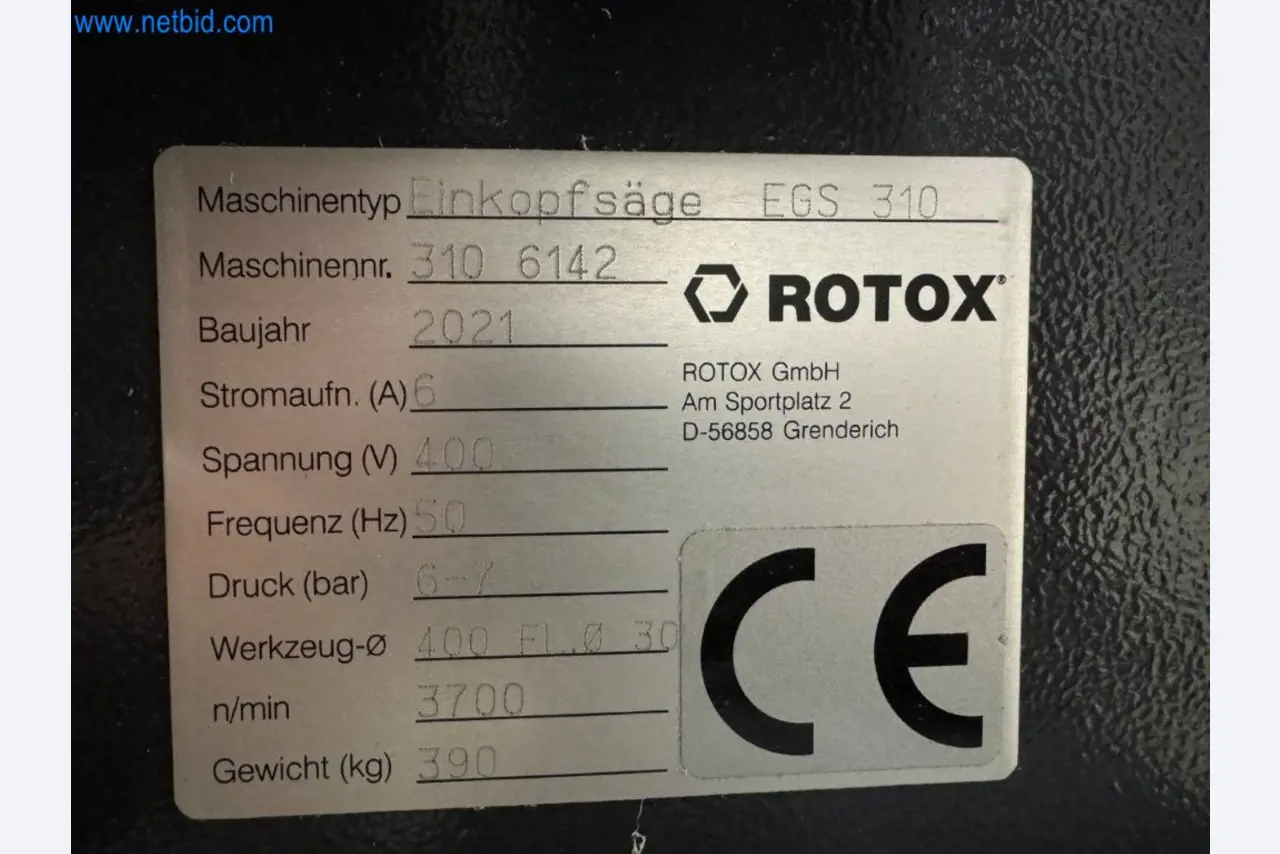 www.netbid.com
Maschinentyp Einkopfsäge EGS 310
Maschinennr. 310 6142
ROTOX®
Baujahr 2021
ROTOX GmbH
Stromaufn. (A) 6
Am Sportplatz 2
D-56858 Grenderich
Spannung (V) 400
Frequenz (Hz) 50
Druck (bar) 6-7
Werkzeug-Ø 400 FL.Ø 30
n/min 3700
Gewicht (kg) 390
CE